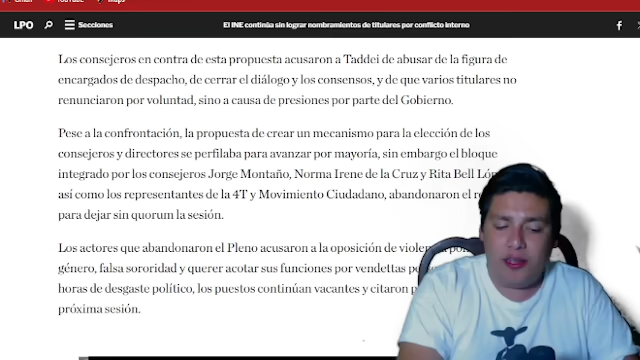 Gmail YouTube Maps
LPO Secciones El INE continúa sin lograr nombramientos de titulares por conflicto interno
Los consejeros en contra de esta propuesta acusaron a Taddei de abusar de la figura de
encargados de despacho, de cerrar el diálogo y los consensos, y de que varios titulares no
renunciaron por voluntad, sino a causa de presiones por parte del Gobierno.
Pese a la confrontación, la propuesta de crear un mecanismo para la elección de los
consejeros y directores se perfilaba para avanzar por mayoría, sin embargo el bloque
integrado por los consejeros Jorge Montaño, Norma Irene de la Cruz y Rita Bell
así como los representantes de la 4T y Movimiento Ciudadano, abandonaron el
para dejar sin quorum la sesión.
Los actores que abandonaron el Pleno acusaron a la oposición de
género, falsa sororidad y querer acotar sus funciones por vendettas
horas de desgaste político, los puestos continúan vacantes y citaron
próxima sesión.